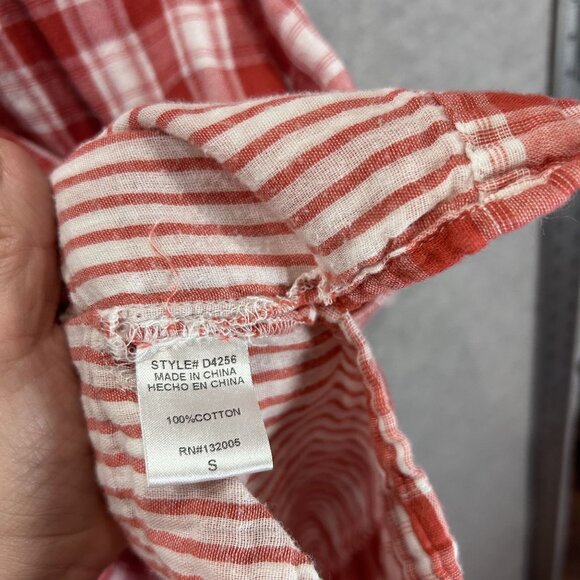 STYLE# D4256
MADE IN CHINA
HECHO EN CHINA
100%COTTON
RN#132005
S